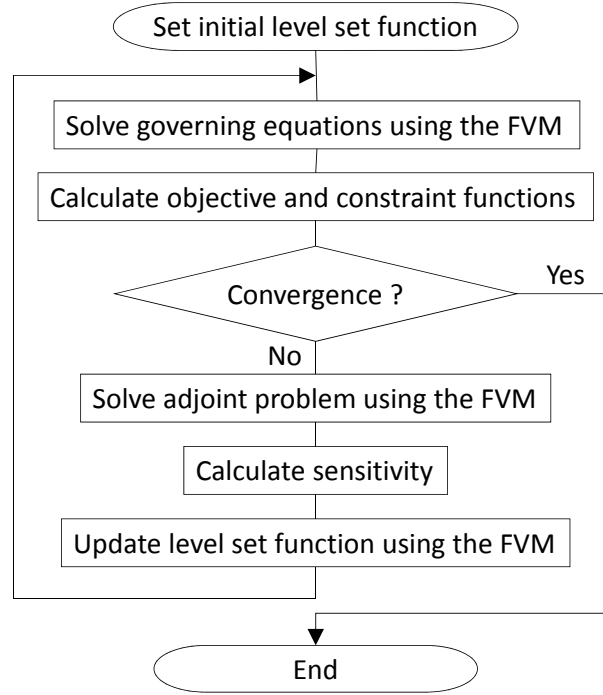 Set initial level set function
Solve governing equations using the FVM
Calculate objective and constraint functions
Convergence ?
Yes
No
Solve adjoint problem using the FVM
Calculate sensitivity
Update level set function using the FVM
End